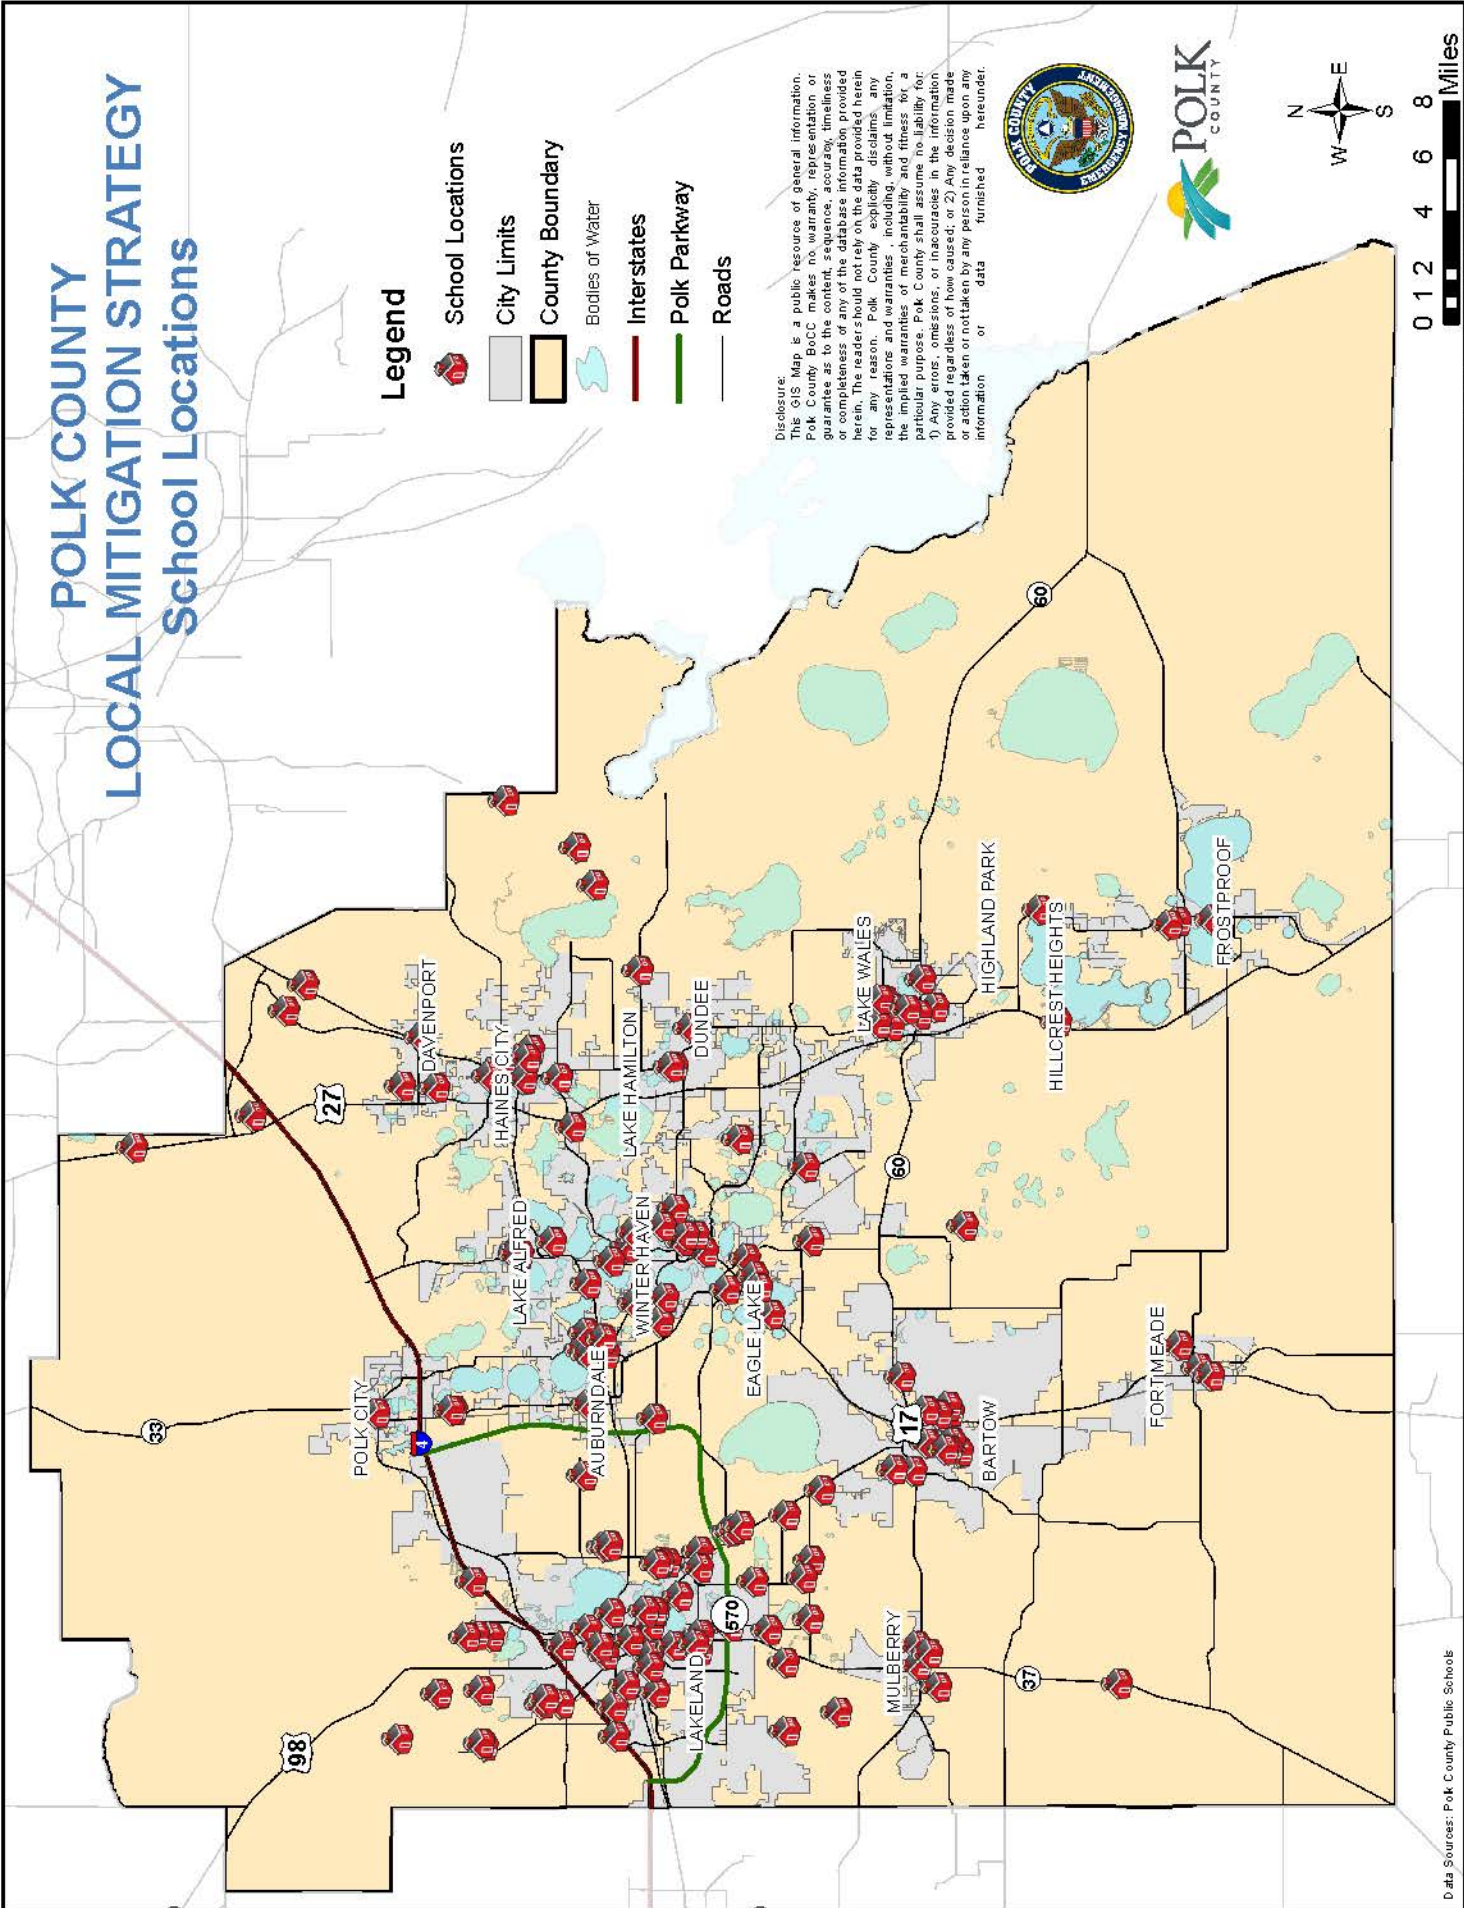 POLK COUNTY
LOCAL MITIGATION STRATEGY
School Locations
Legend
School Locations
City Limits
County Boundary
Bodies of Water
Interstates
Polk Parkway
Roads
Disclosure:
This GIS Map is a public resource of general information.
Polk County BoCC makes no warranty, representation or
guarantee as to the content, sequence, accuracy, timeliness
or completeness of any of the database information provided
herein. The reader should not rely on the data provided herein
for any reason. Polk County explicitly disclaims any
representations and warranties, including, without limitation,
the implied warranties of merchantability and fitness for a
particular purpose. Polk County shall assume no liability for:
1) Any errors, omissions, or inaccuracies in the information
provided regardless of how caused; or 2) Any decision made
or action taken or not taken by any person in reliance upon any
information or data furnished hereunder.
POLK COUNTY
EMERGENCY MANAGEMENT
POLK
COUNTY
N
W E
S
0 1 2 4 6 8
Miles
33
98
27
4
POLK CITY
DAVENPORT
HAINES CITY
LAKE ALFRED
LAKE HAMILTON
AUBURNDALE
WINTER HAVEN
DUNDEE
LAKELAND
570
EAGLE LAKE
LAKE WALES
MULBERRY
17
60
60
BARTOW
HIGHLAND PARK
37
HILLCREST HEIGHTS
FORT MEADE
FROSTPROOF
Data Sources: Polk County Public Schools